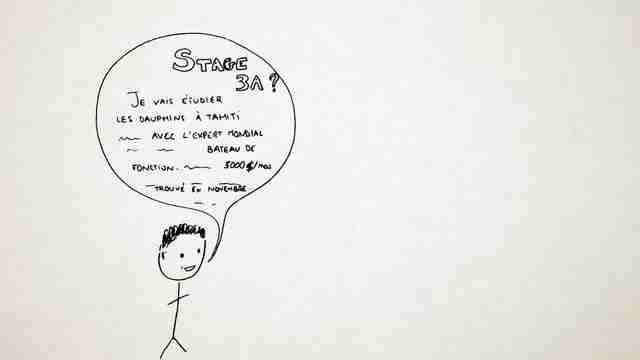 STAGE
3A ?
JE VAIS ÉTUDIER
LES DAUPHINS À TAHITI
AVEC L'EXPERT MONDIAL
BATEAU DE
FONCTION. 3000 $/mois
TROUVÉ EN NOVEMBRE